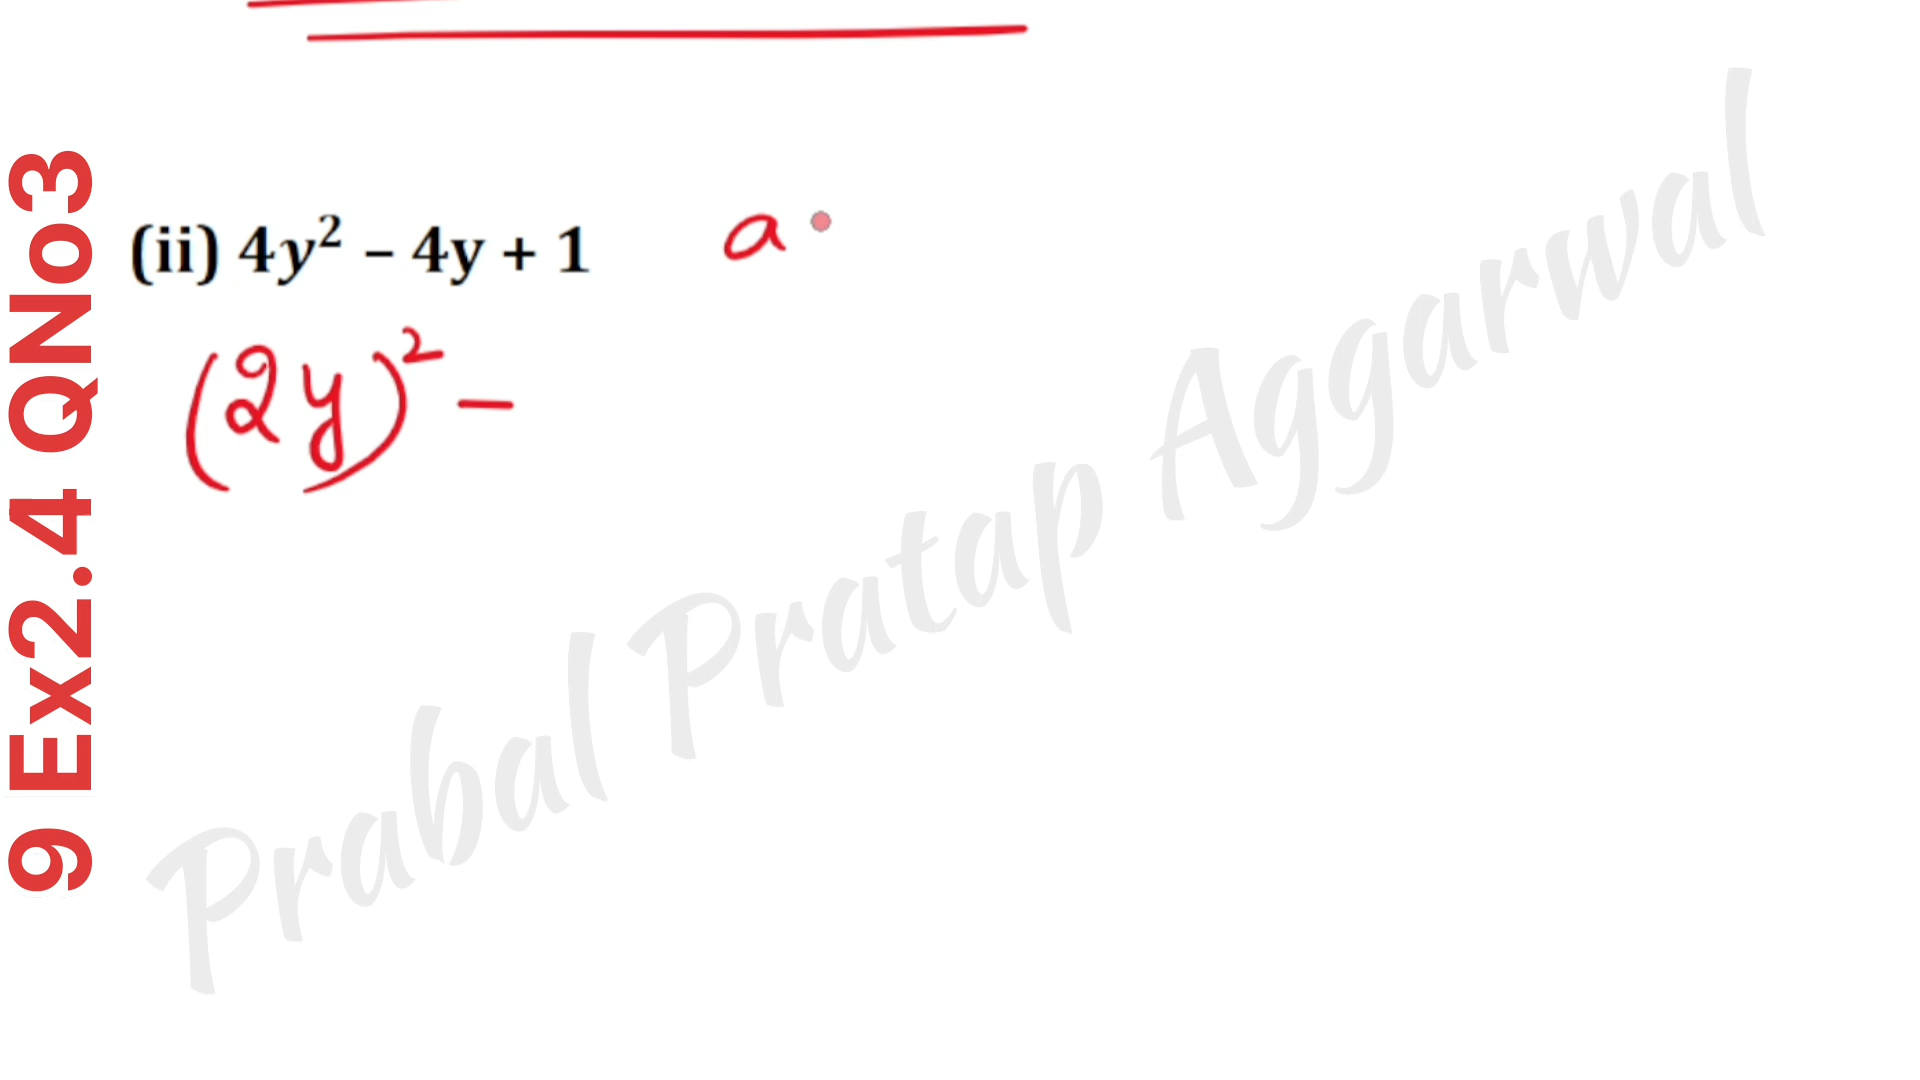 9 Ex2.4 QNo3
(ii) 4y² – 4y + 1
a
(2y)² –
Prabal Pratap Aggarwal